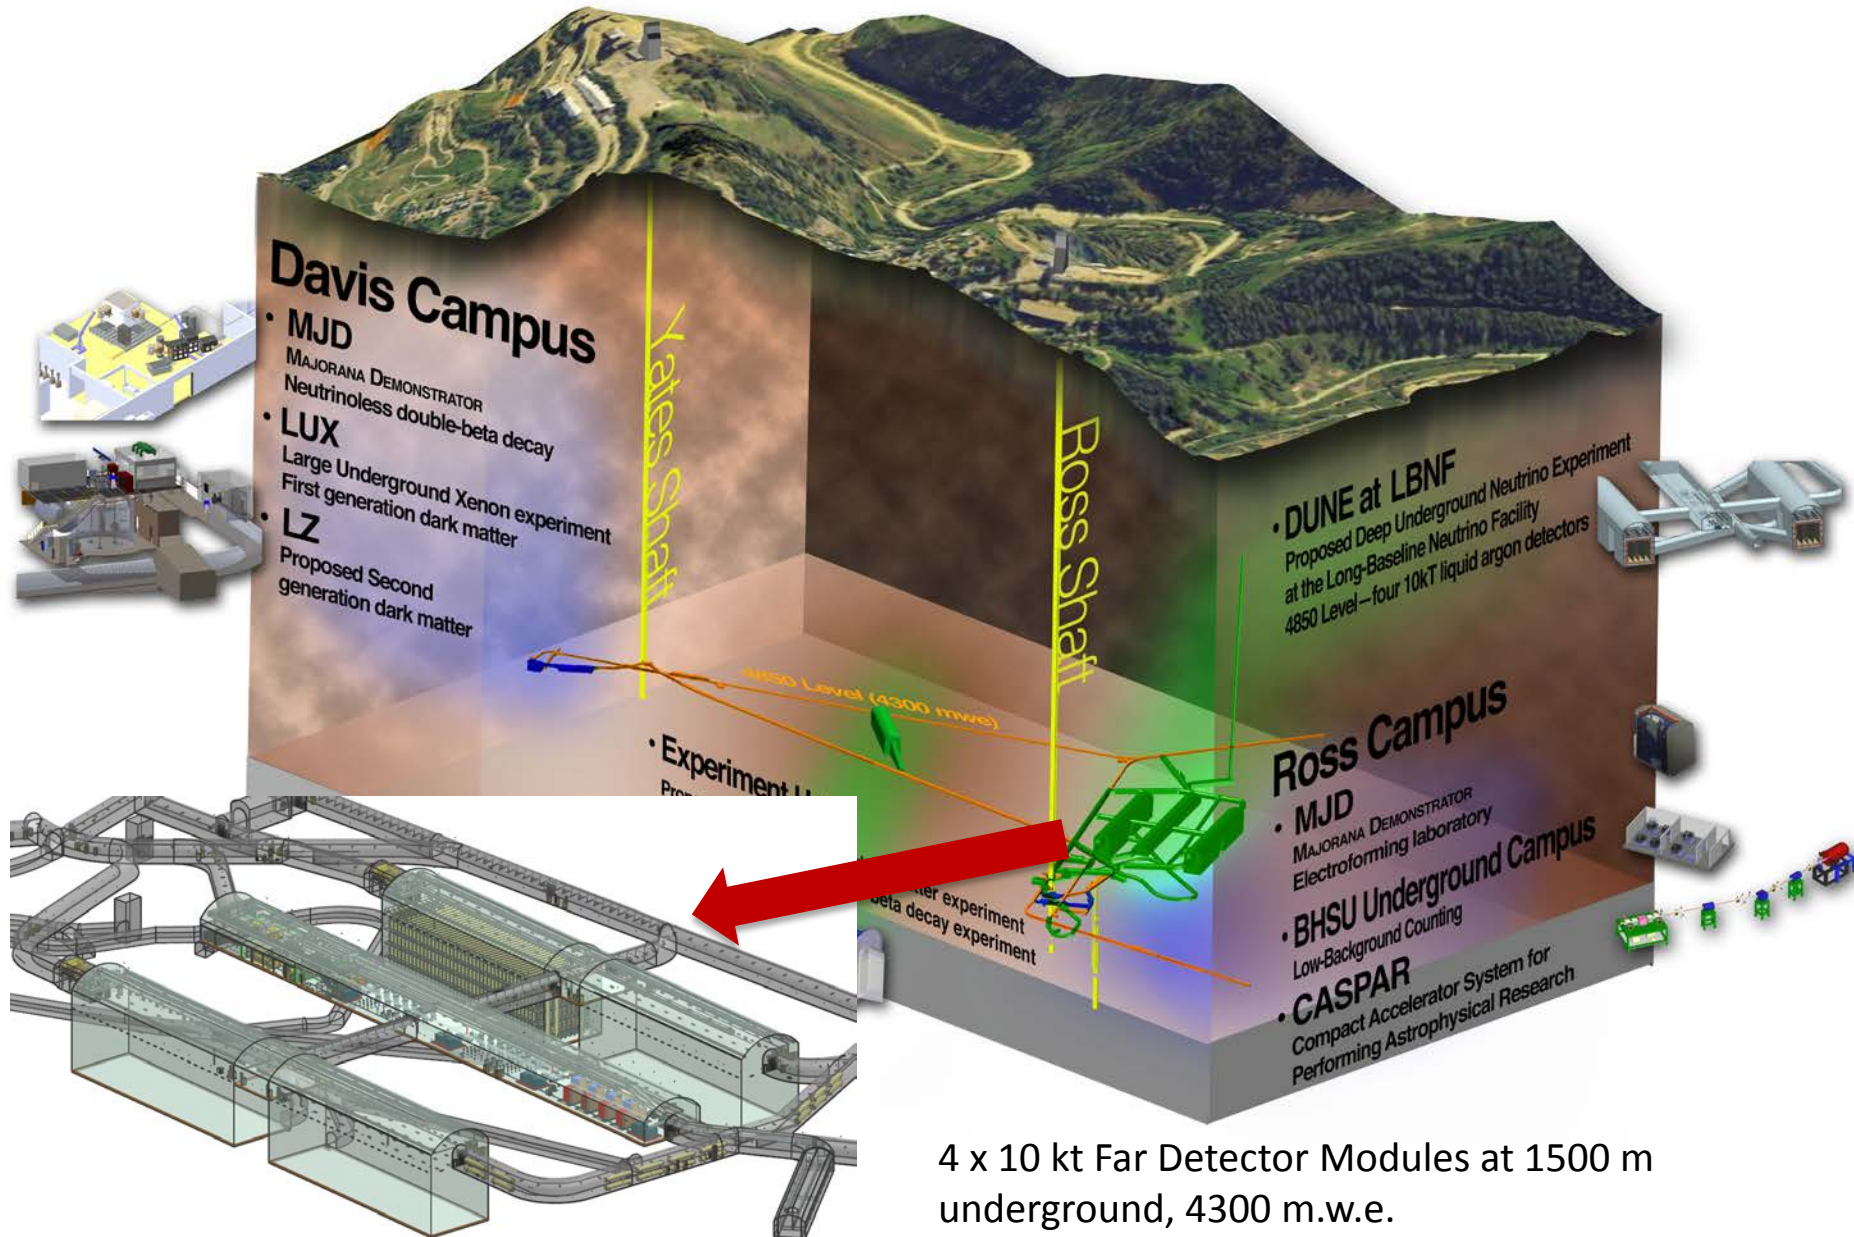 Davis Campus
• MJD
MAJORANA DEMONSTRATOR
Neutrinoless double-beta decay
• LUX
Large Underground Xenon experiment
First generation dark matter
• LZ
Proposed Second
generation dark matter
Yates Shaft
Ross Shaft
4850 Level (4300 mwe)
• Experiment
experiment
beta decay experiment
• DUNE at LBNF
Proposed Deep Underground Neutrino Experiment
at the Long-Baseline Neutrino Facility
4850 Level—four 10kT liquid argon detectors
Ross Campus
• MJD
MAJORANA DEMONSTRATOR
Electroforming laboratory
• BHSU Underground Campus
Low-Background Counting
• CASPAR
Compact Accelerator System for
Performing Astrophysical Research
4 x 10 kt Far Detector Modules at 1500 m
underground, 4300 m.w.e.